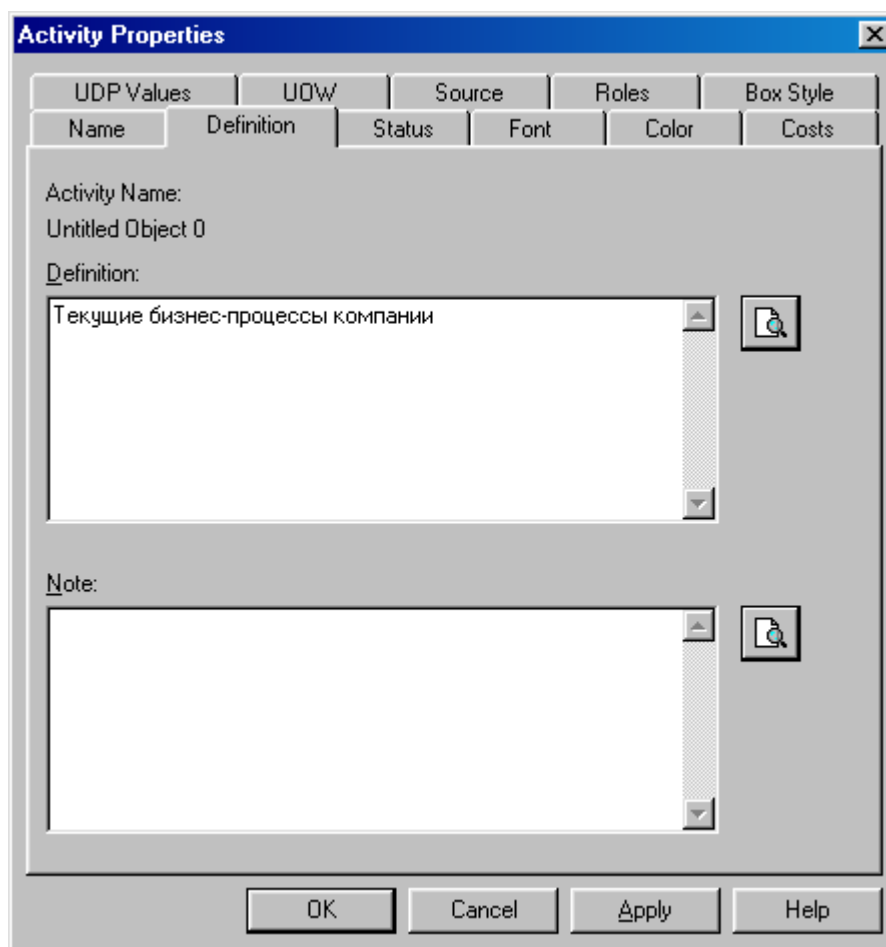 Activity Properties
UDP Values UOW Source Roles Box Style
Name Definition Status Font Color Costs
Activity Name:
Untitled Object 0
Definition:
Текущие бизнес-процессы компании
Note:
OK Cancel Apply Help